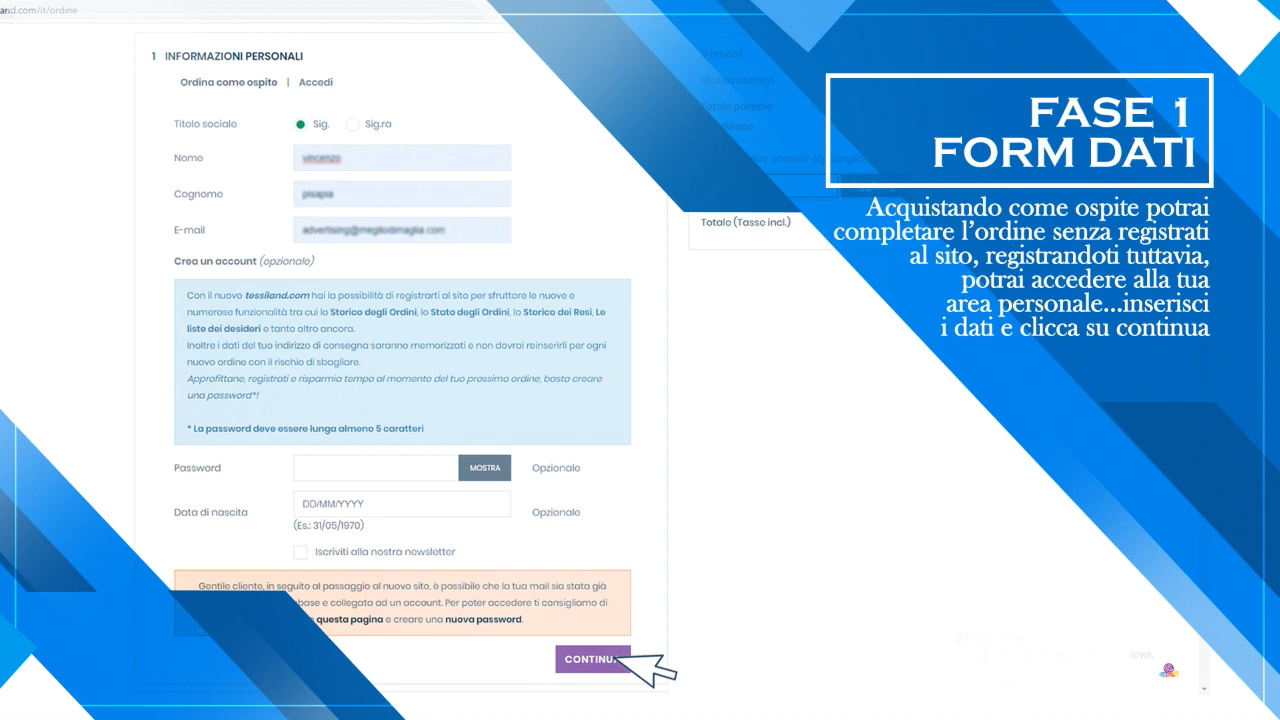 and.com/it/ordine
1 INFORMAZIONI PERSONALI
Ordina come ospite | Accedi
Titolo sociale Sig. Sig.ra
Nome vincenzo
Cognome pisapia
E-mail advertising@megliodimaglia.com
Crea un account (opzionale)
Con il nuovo tessiland.com hai la possibilità di registrarti al sito per sfruttare le nuove e
numerose funzionalità tra cui lo Storico degli Ordini, lo Stato degli Ordini, lo Storico dei Resi, Le
liste dei desideri e tanto altro ancora.
Inoltre i dati del tuo indirizzo di consegna saranno memorizzati e non dovrai reinserirli per ogni
nuovo ordine con il rischio di sbagliare.
Approfittane, registrati e risparmia tempo al momento del tuo prossimo ordine, basta creare
una password*!
* La password deve essere lunga almeno 5 caratteri
Password MOSTRA Opzionale
Data di nascita DD/MM/YYYY Opzionale
(Es.: 31/05/1970)
Iscriviti alla nostra newsletter
Gentile cliente, in seguito al passaggio al nuovo sito, è possibile che la tua mail sia stata già
base e collegata ad un account. Per poter accedere ti consigliamo di
questa pagina e creare una nuova password.
CONTINU
articoli
Mostra dettagli
Totale parziale
Totale (Tasse incl.)
FASE 1
FORM DATI
Acquistando come ospite potrai
completare l'ordine senza registrati
al sito, registrandoti tuttavia,
potrai accedere alla tua
area personale...inserisci
i dati e clicca su continua